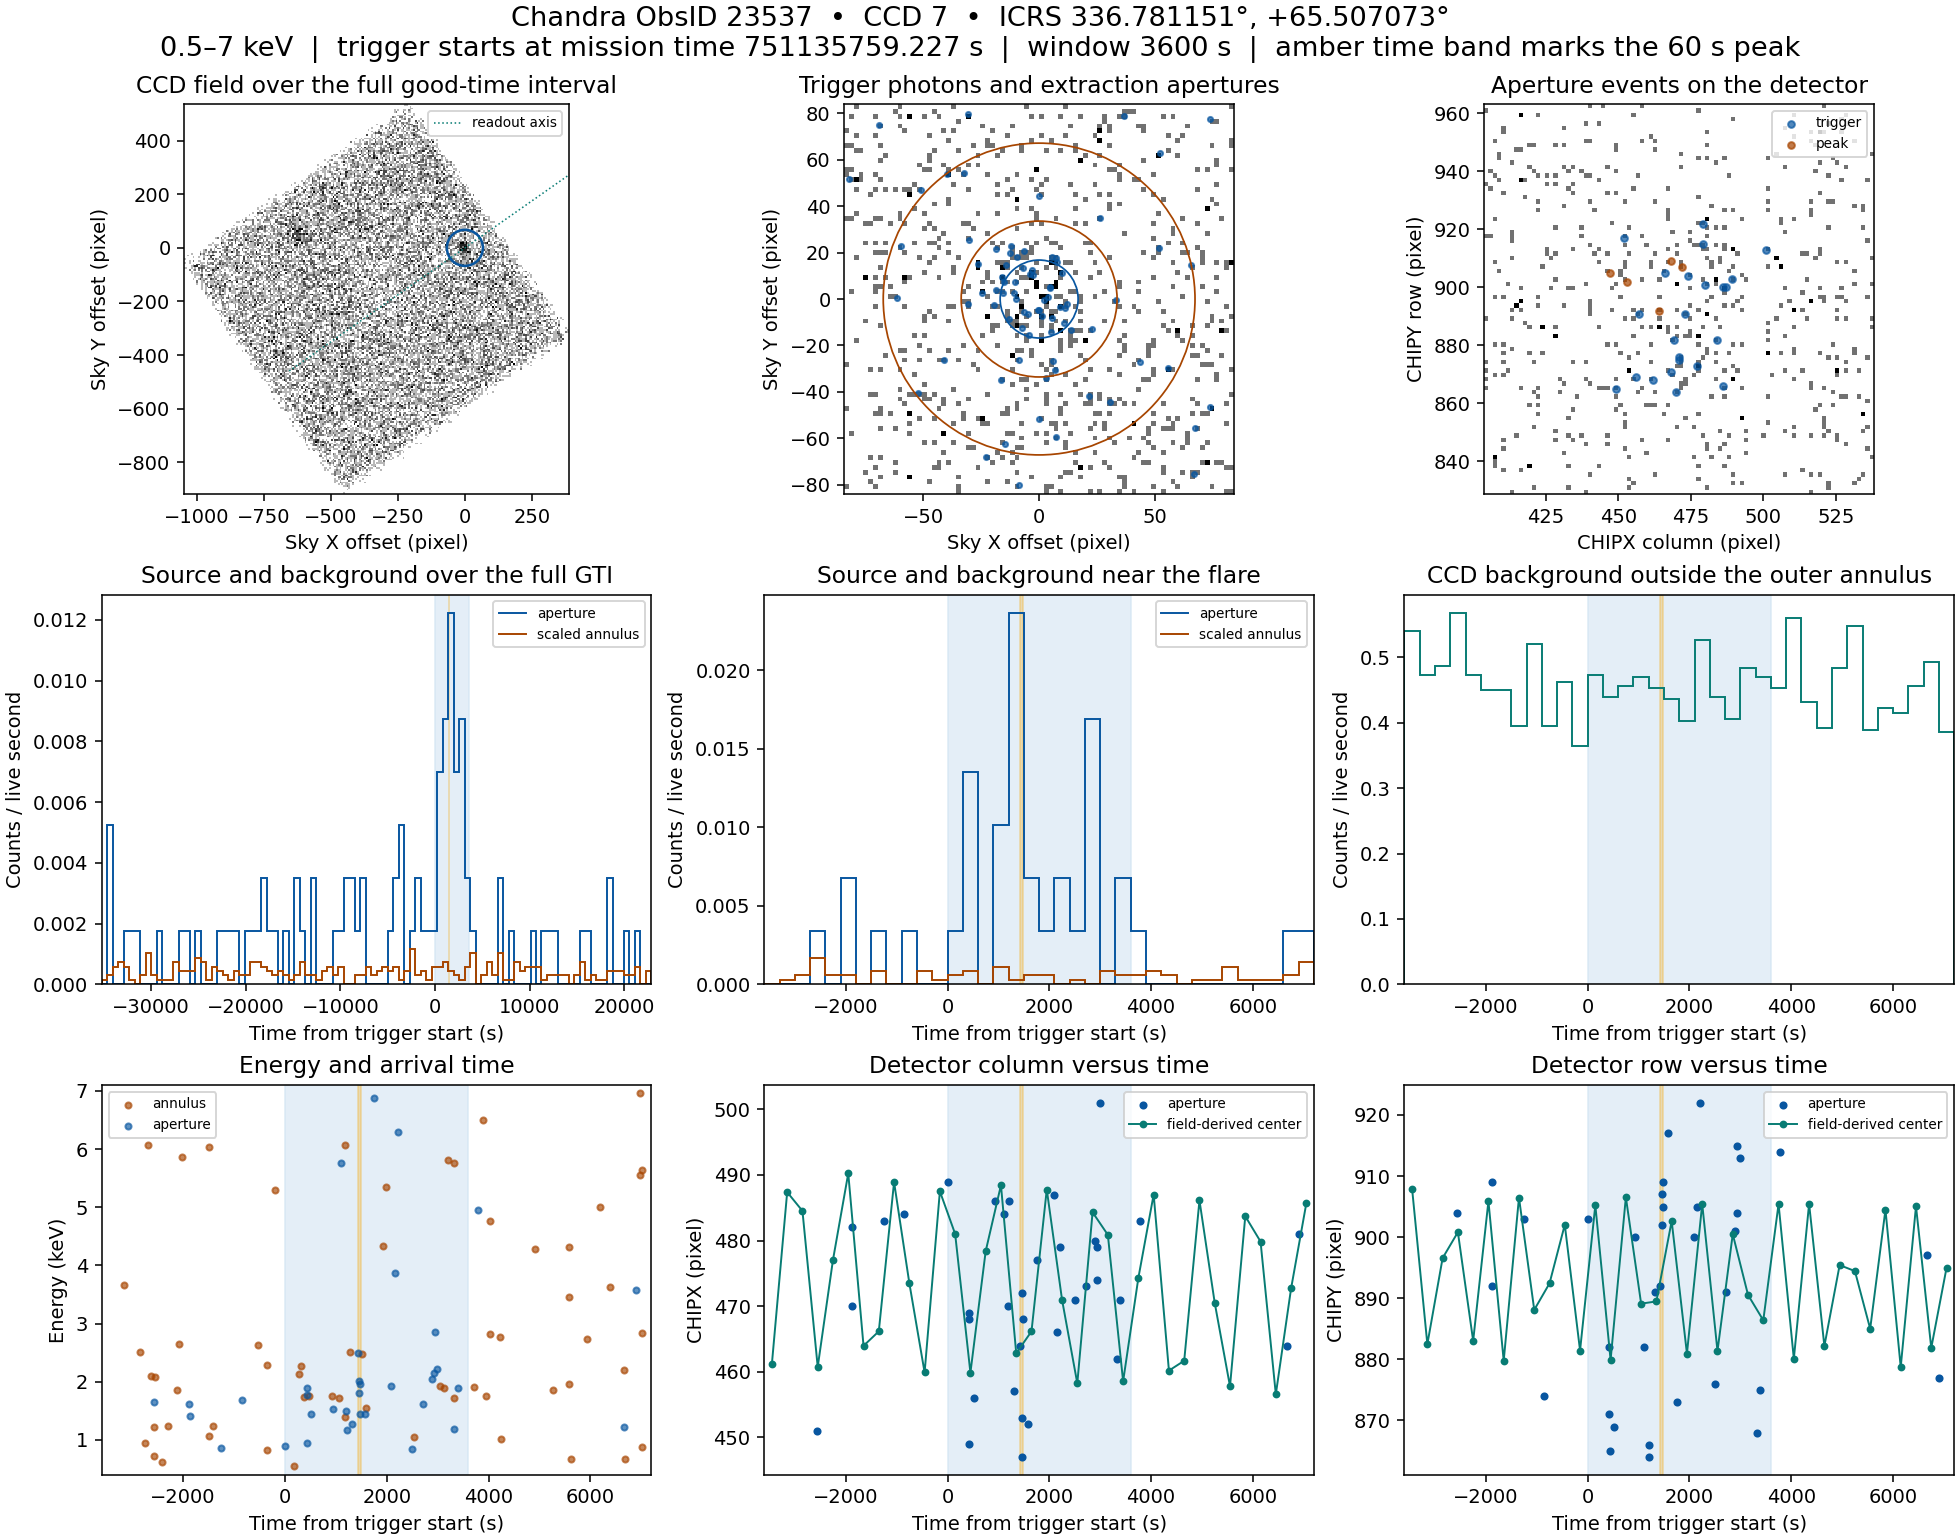 Chandra ObsID 23537 • CCD 7 • ICRS 336.781151°, +65.507073°
0.5–7 keV | trigger starts at mission time 751135759.227 s | window 3600 s | amber time band marks the 60 s peak
CCD field over the full good-time interval
readout axis
400
200
0
−200
−400
−600
−800
−1000
−750
−500
−250
0
250
Sky Y offset (pixel)
Sky X offset (pixel)
Trigger photons and extraction apertures
80
60
40
20
0
−20
−40
−60
−80
−50
0
50
Sky Y offset (pixel)
Sky X offset (pixel)
Aperture events on the detector
trigger
peak
960
940
920
900
880
860
840
425
450
475
500
525
CHIPY row (pixel)
CHIPX column (pixel)
Source and background over the full GTI
aperture
scaled annulus
0.012
0.010
0.008
0.006
0.004
0.002
0.000
−30000
−20000
−10000
0
10000
20000
Counts / live second
Time from trigger start (s)
Source and background near the flare
aperture
scaled annulus
0.020
0.015
0.010
0.005
0.000
−2000
0
2000
4000
6000
Counts / live second
Time from trigger start (s)
CCD background outside the outer annulus
0.5
0.4
0.3
0.2
0.1
0.0
−2000
0
2000
4000
6000
Counts / live second
Time from trigger start (s)
Energy and arrival time
annulus
aperture
7
6
5
4
3
2
1
−2000
0
2000
4000
6000
Energy (keV)
Time from trigger start (s)
Detector column versus time
aperture
field-derived center
500
490
480
470
460
450
−2000
0
2000
4000
6000
CHIPX (pixel)
Time from trigger start (s)
Detector row versus time
aperture
field-derived center
920
910
900
890
880
870
−2000
0
2000
4000
6000
CHIPY (pixel)
Time from trigger start (s)